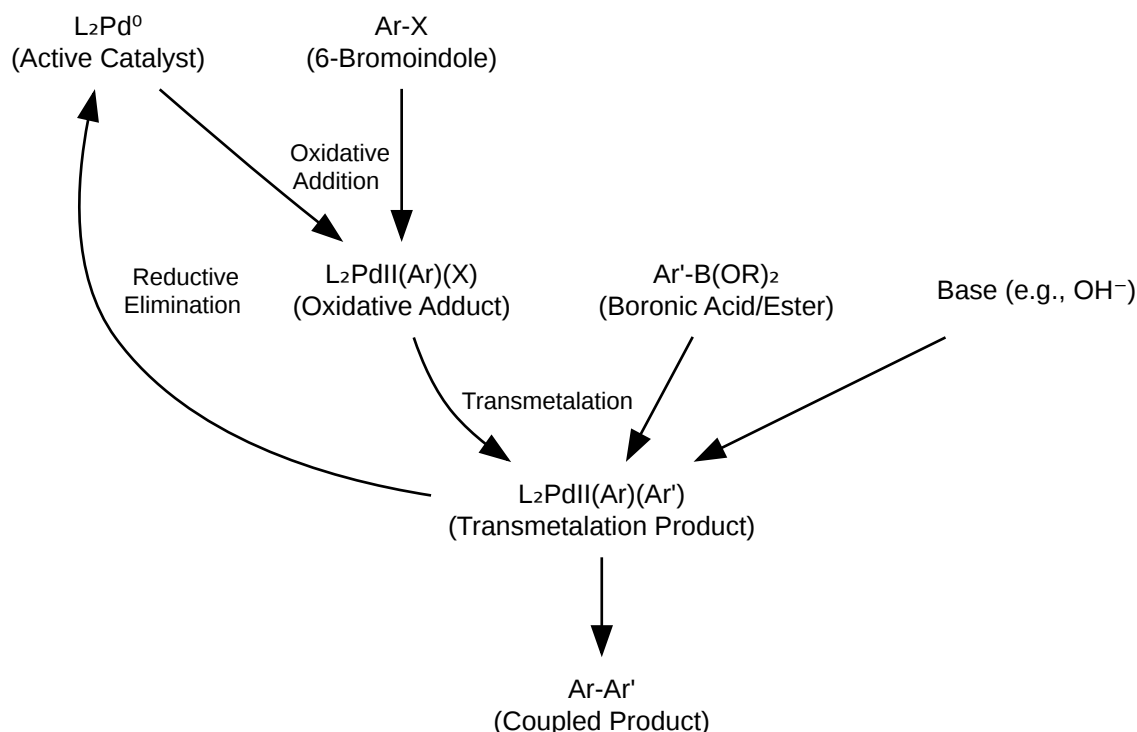 L₂Pd⁰
(Active Catalyst)
Ar-X
(6-Bromoindole)
Oxidative
Addition
L₂PdII(Ar)(X)
(Oxidative Adduct)
Reductive
Elimination
Ar'-B(OR)₂
(Boronic Acid/Ester)
Base (e.g., OH⁻)
Transmetalation
L₂PdII(Ar)(Ar')
(Transmetalation Product)
Ar-Ar'
(Coupled Product)